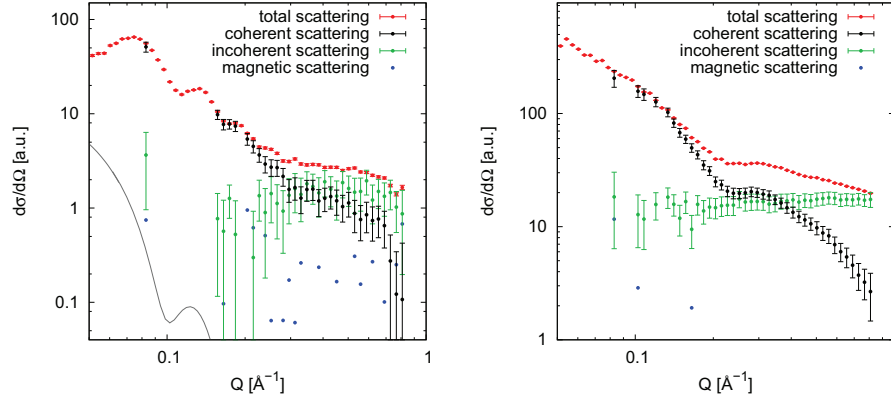 total scattering
coherent scattering
incoherent scattering
magnetic scattering
100
10
1
0.1
dσ/dΩ [a.u.]
0.1
1
Q [Å⁻¹]
total scattering
coherent scattering
incoherent scattering
magnetic scattering
100
10
1
dσ/dΩ [a.u.]
0.1
Q [Å⁻¹]